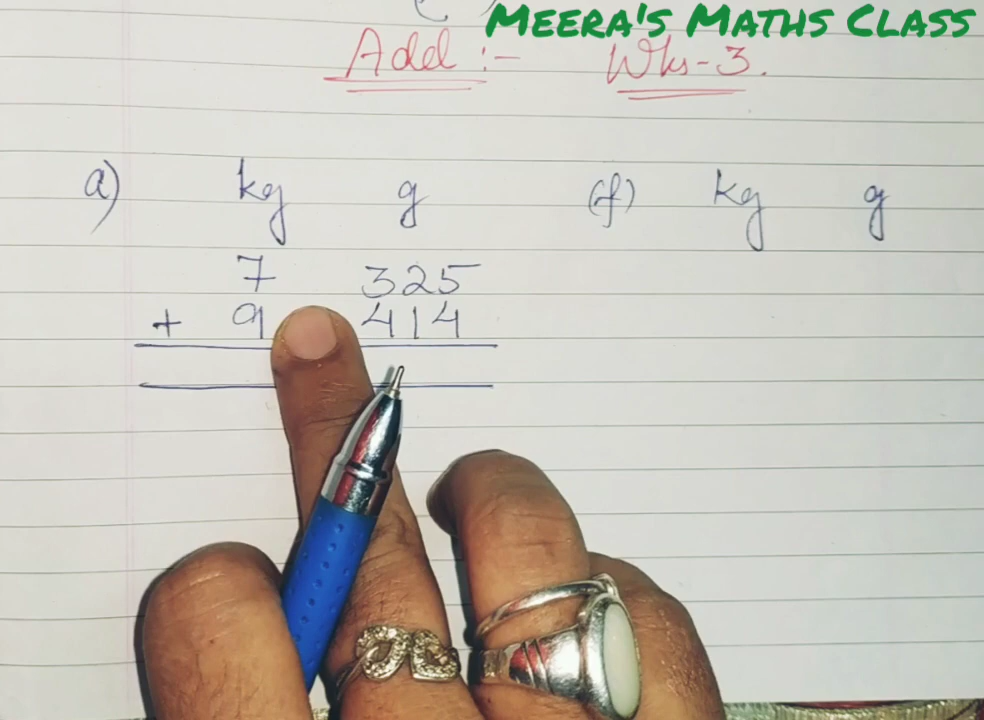 MEERA'S MATHS CLASS
Add :- Wks-3.
a) kg g (f) kg g
7 325
+ 9 414